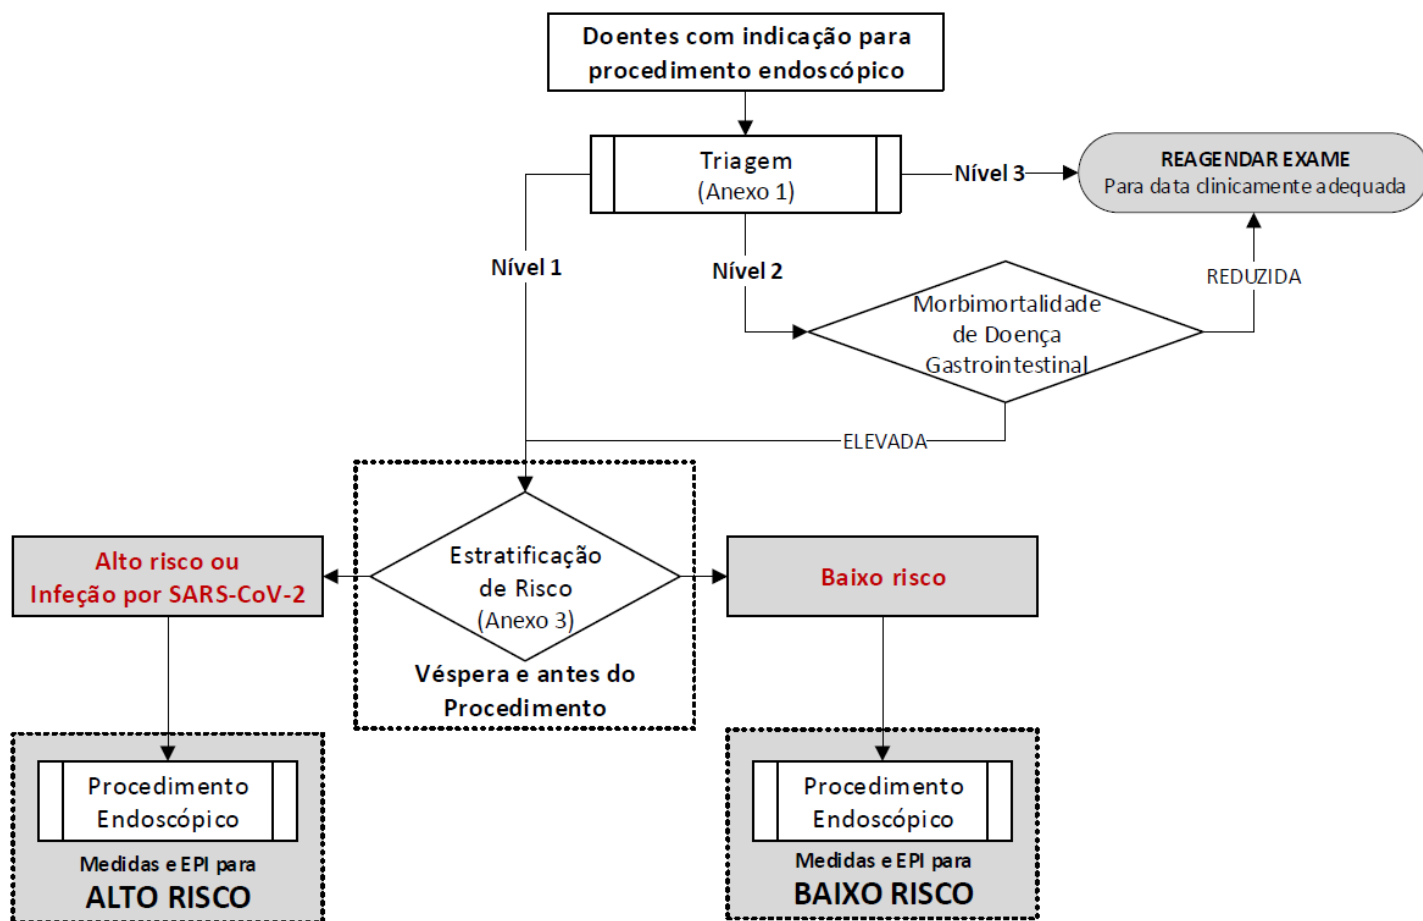 Doentes com indicação para
procedimento endoscópico
Triagem
(Anexo 1)
Nível 3
REAGENDAR EXAME
Para data clinicamente adequada
Nível 1
Nível 2
REDUZIDA
Morbimortalidade
de Doença
Gastrointestinal
ELEVADA
Alto risco ou
Infeção por SARS-CoV-2
Estratificação
de Risco
(Anexo 3)
Baixo risco
Véspera e antes do
Procedimento
Procedimento
Endoscópico
Medidas e EPI para
ALTO RISCO
Procedimento
Endoscópico
Medidas e EPI para
BAIXO RISCO